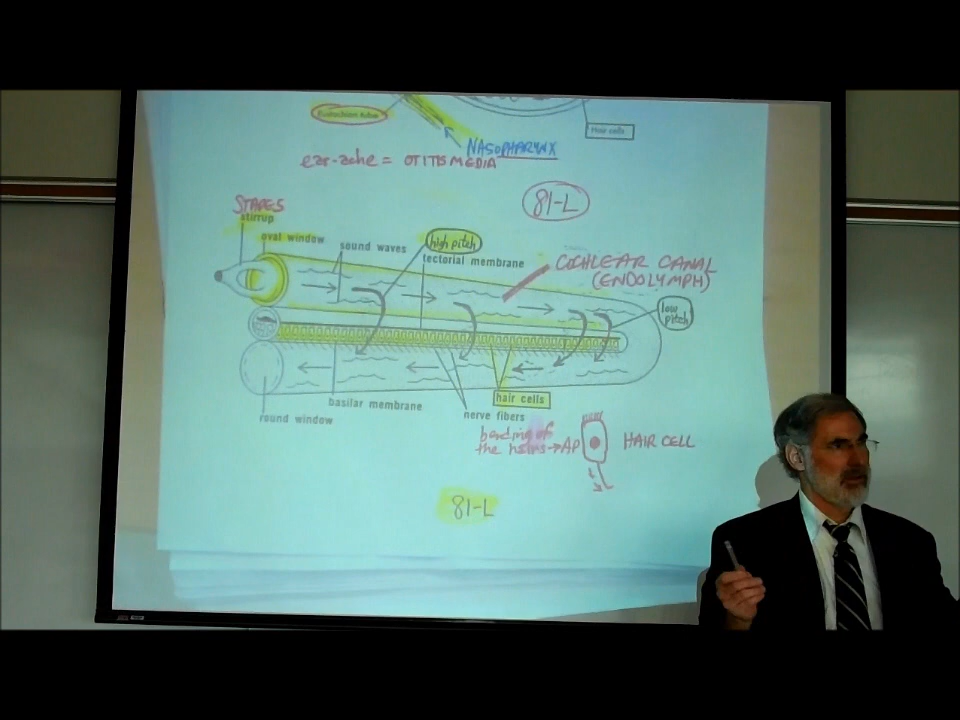 Eustachian tube
Hair cells
NASOPHARYNX
ear-ache = OTITIS MEDIA
81-L
STAPES
stirrup
oval window
sound waves
high pitch
tectorial membrane
COCHLEAR CANAL
(ENDOLYMPH)
low
pitch
hair cells
basilar membrane
nerve fibers
round window
bending of
the hairs → AP
HAIR CELL
81-L